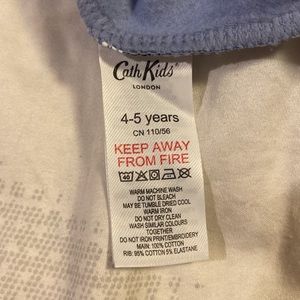 Cath Kids
LONDON
4-5 years
CN 110/56
KEEP AWAY
FROM FIRE
WARM MACHINE WASH
DO NOT BLEACH
MAY BE TUMBLE DRIED COOL
WARM IRON
DO NOT DRY CLEAN
WASH SIMILAR COLOURS
TOGETHER
DO NOT IRON PRINT/EMBROIDERY
MAIN: 100% COTTON
RIB: 95% COTTON 5% ELASTANE